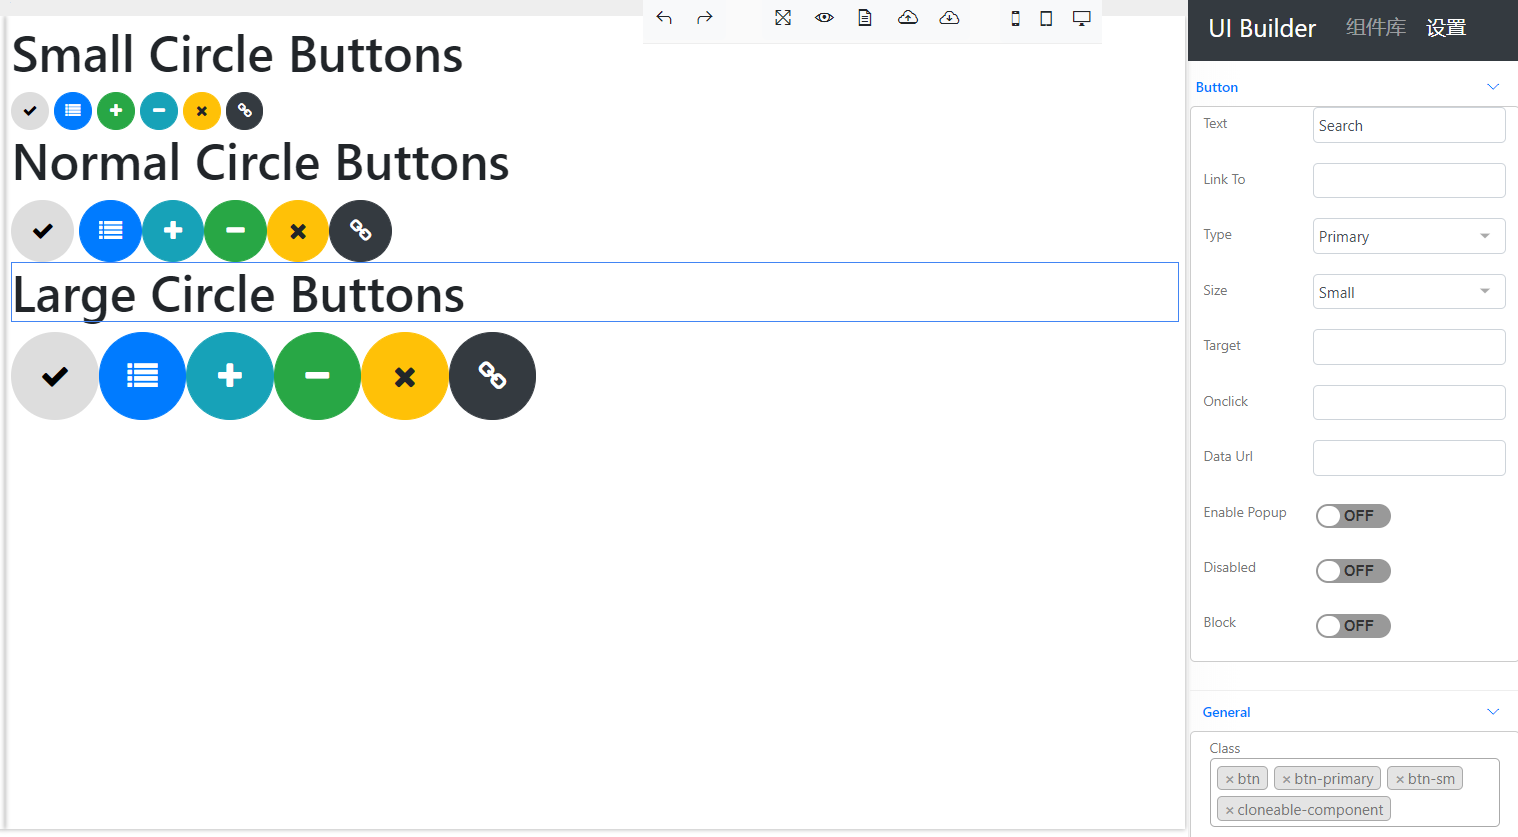 Small Circle Buttons
Normal Circle Buttons
Large Circle Buttons
UI Builder 组件库 设置
Button
Text Search
Link To
Type Primary
Size Small
Target
Onclick
Data Url
Enable Popup OFF
Disabled OFF
Block OFF
General
Class
× btn × btn-primary × btn-sm
× cloneable-component